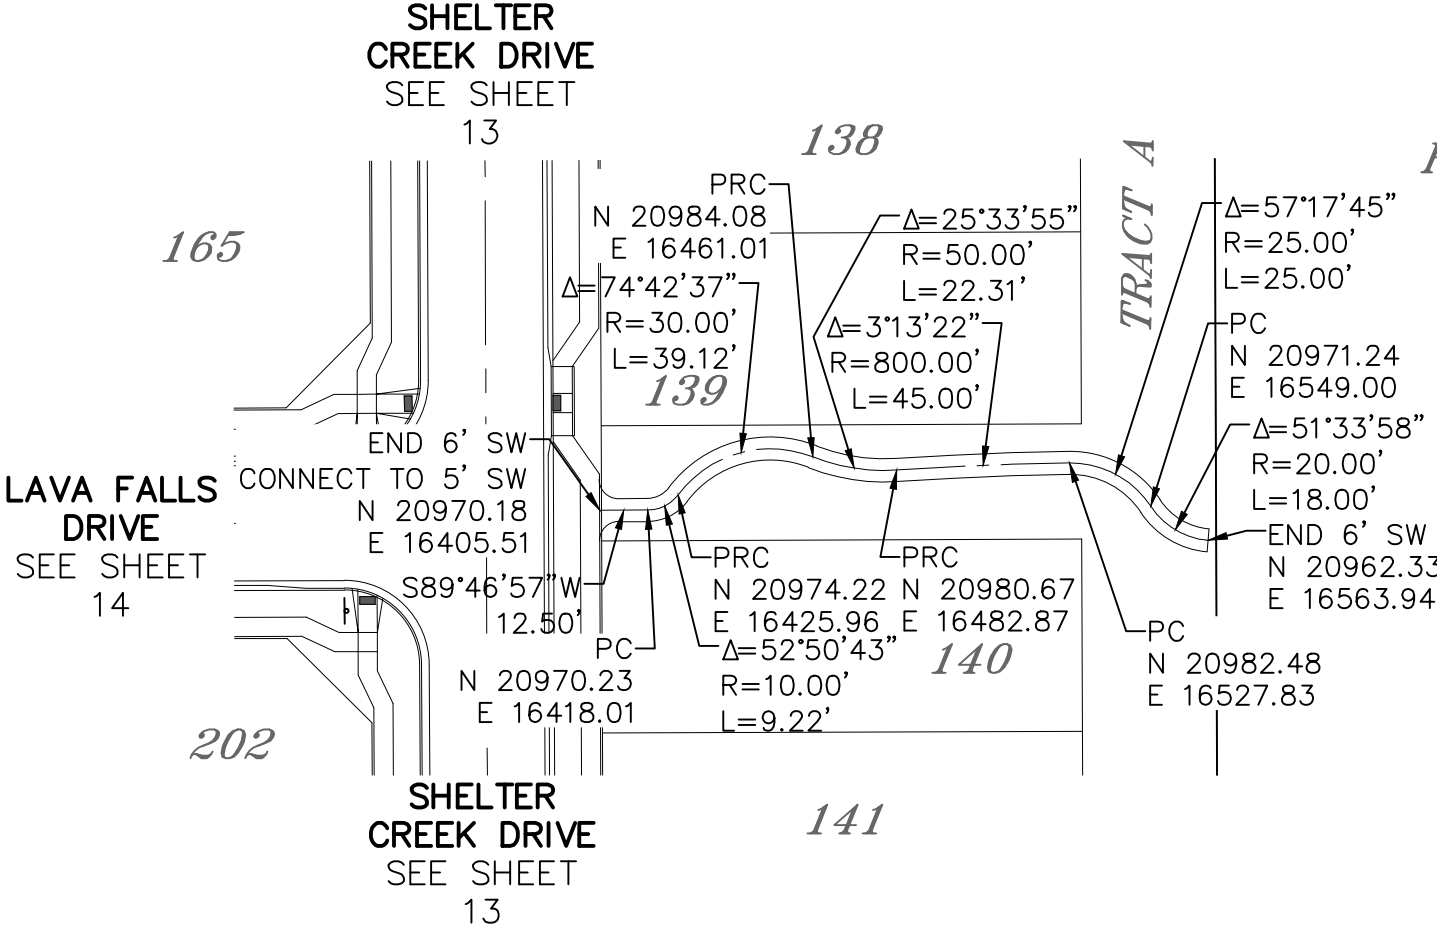 SHELTER
CREEK DRIVE
SEE SHEET
13
138
TRACT A
165
PRC
N 20984.08
E 16461.01
Δ=74°42'37"
R=30.00'
L=39.12'
139
Δ=25°33'55"
R=50.00'
L=22.31'
Δ=3°13'22"
R=800.00'
L=45.00'
Δ=57°17'45"
R=25.00'
L=25.00'
PC
N 20971.24
E 16549.00
Δ=51°33'58"
R=20.00'
L=18.00'
END 6' SW
N 20962.33
E 16563.94
LAVA FALLS
DRIVE
SEE SHEET
14
END 6' SW
CONNECT TO 5' SW
N 20970.18
E 16405.51
S89°46'57"W
12.50'
PC
N 20970.23
E 16418.01
PRC
N 20974.22
E 16425.96
Δ=52°50'43"
R=10.00'
L=9.22'
PRC
N 20980.67
E 16482.87
140
PC
N 20982.48
E 16527.83
202
141
SHELTER
CREEK DRIVE
SEE SHEET
13